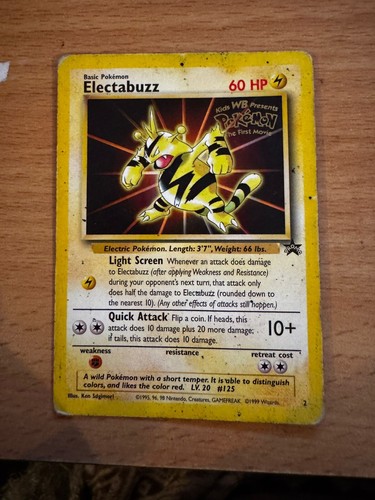 Basic Pokémon
Electabuzz
60 HP
Kids WB Presents
POKéMON
The First Movie
Electric Pokémon. Length: 3'7", Weight: 66 lbs.
Light Screen Whenever an attack does damage
to Electabuzz (after applying Weakness and Resistance)
during your opponent's next turn, that attack only
does half the damage to Electabuzz (rounded down to
the nearest 10). (Any other effects of attacks still happen.)
Quick Attack Flip a coin. If heads, this
attack does 10 damage plus 20 more damage;
if tails, this attack does 10 damage.
10+
weakness
resistance
retreat cost
A wild Pokémon with a short temper. It is able to distinguish
colors, and likes the color red. LV. 20 #125
Illus. Ken Sugimori
©1995, 96, 98 Nintendo, Creatures, GAMEFREAK. ©1999 Wizards.
2